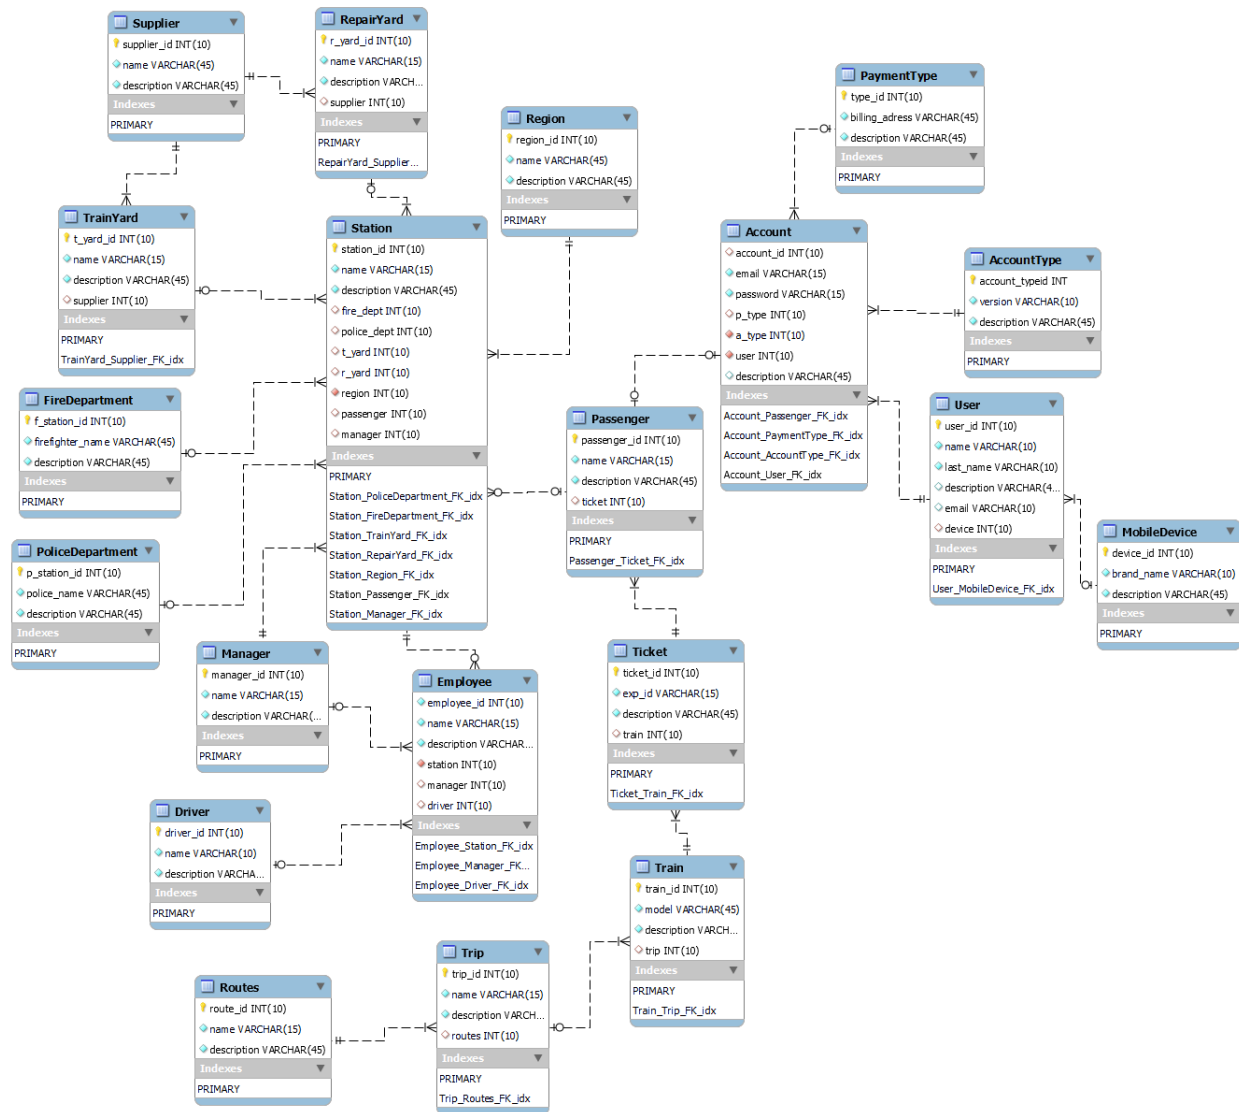 Supplier
supplier_id INT(10)
name VARCHAR(45)
description VARCHAR(45)
Indexes
PRIMARY
RepairYard
r_yard_id INT(10)
name VARCHAR(15)
description VARCH...
supplier INT(10)
Indexes
PRIMARY
RepairYard_Supplier...
Region
region_id INT(10)
name VARCHAR(45)
description VARCHAR(45)
Indexes
PRIMARY
PaymentType
type_id INT(10)
billing_adress VARCHAR(45)
description VARCHAR(45)
Indexes
PRIMARY
TrainYard
t_yard_id INT(10)
name VARCHAR(15)
description VARCHAR(45)
supplier INT(10)
Indexes
PRIMARY
TrainYard_Supplier_FK_idx
Station
station_id INT(10)
name VARCHAR(15)
description VARCHAR(45)
fire_dept INT(10)
police_dept INT(10)
t_yard INT(10)
r_yard INT(10)
region INT(10)
passenger INT(10)
manager INT(10)
Indexes
PRIMARY
Station_PoliceDepartment_FK_idx
Station_FireDepartment_FK_idx
Station_TrainYard_FK_idx
Station_RepairYard_FK_idx
Station_Region_FK_idx
Station_Passenger_FK_idx
Station_Manager_FK_idx
Account
account_id INT(10)
email VARCHAR(15)
password VARCHAR(15)
p_type INT(10)
a_type INT(10)
user INT(10)
description VARCHAR(45)
Indexes
Account_Passenger_FK_idx
Account_PaymentType_FK_idx
Account_AccountType_FK_idx
Account_User_FK_idx
AccountType
account_typeid INT
version VARCHAR(10)
description VARCHAR(45)
Indexes
PRIMARY
FireDepartment
f_station_id INT(10)
firefighter_name VARCHAR(45)
description VARCHAR(45)
Indexes
PRIMARY
Passenger
passenger_id INT(10)
name VARCHAR(15)
description VARCHAR(45)
ticket INT(10)
Indexes
PRIMARY
Passenger_Ticket_FK_idx
User
user_id INT(10)
name VARCHAR(10)
last_name VARCHAR(10)
description VARCHAR(4...
email VARCHAR(10)
device INT(10)
Indexes
PRIMARY
User_MobileDevice_FK_idx
MobileDevice
device_id INT(10)
brand_name VARCHAR(10)
description VARCHAR(45)
Indexes
PRIMARY
PoliceDepartment
p_station_id INT(10)
police_name VARCHAR(45)
description VARCHAR(45)
Indexes
PRIMARY
Manager
manager_id INT(10)
name VARCHAR(15)
description VARCHAR(...
Indexes
PRIMARY
Employee
employee_id INT(10)
name VARCHAR(15)
description VARCHAR...
station INT(10)
manager INT(10)
driver INT(10)
Indexes
Employee_Station_FK_idx
Employee_Manager_FK...
Employee_Driver_FK_idx
Ticket
ticket_id INT(10)
exp_id VARCHAR(15)
description VARCHAR(45)
train INT(10)
Indexes
PRIMARY
Ticket_Train_FK_idx
Driver
driver_id INT(10)
name VARCHAR(10)
description VARCHA...
Indexes
PRIMARY
Train
train_id INT(10)
model VARCHAR(45)
description VARCH...
trip INT(10)
Indexes
PRIMARY
Train_Trip_FK_idx
Trip
trip_id INT(10)
name VARCHAR(15)
description VARCH...
routes INT(10)
Indexes
PRIMARY
Trip_Routes_FK_idx
Routes
route_id INT(10)
name VARCHAR(15)
description VARCHAR(45)
Indexes
PRIMARY